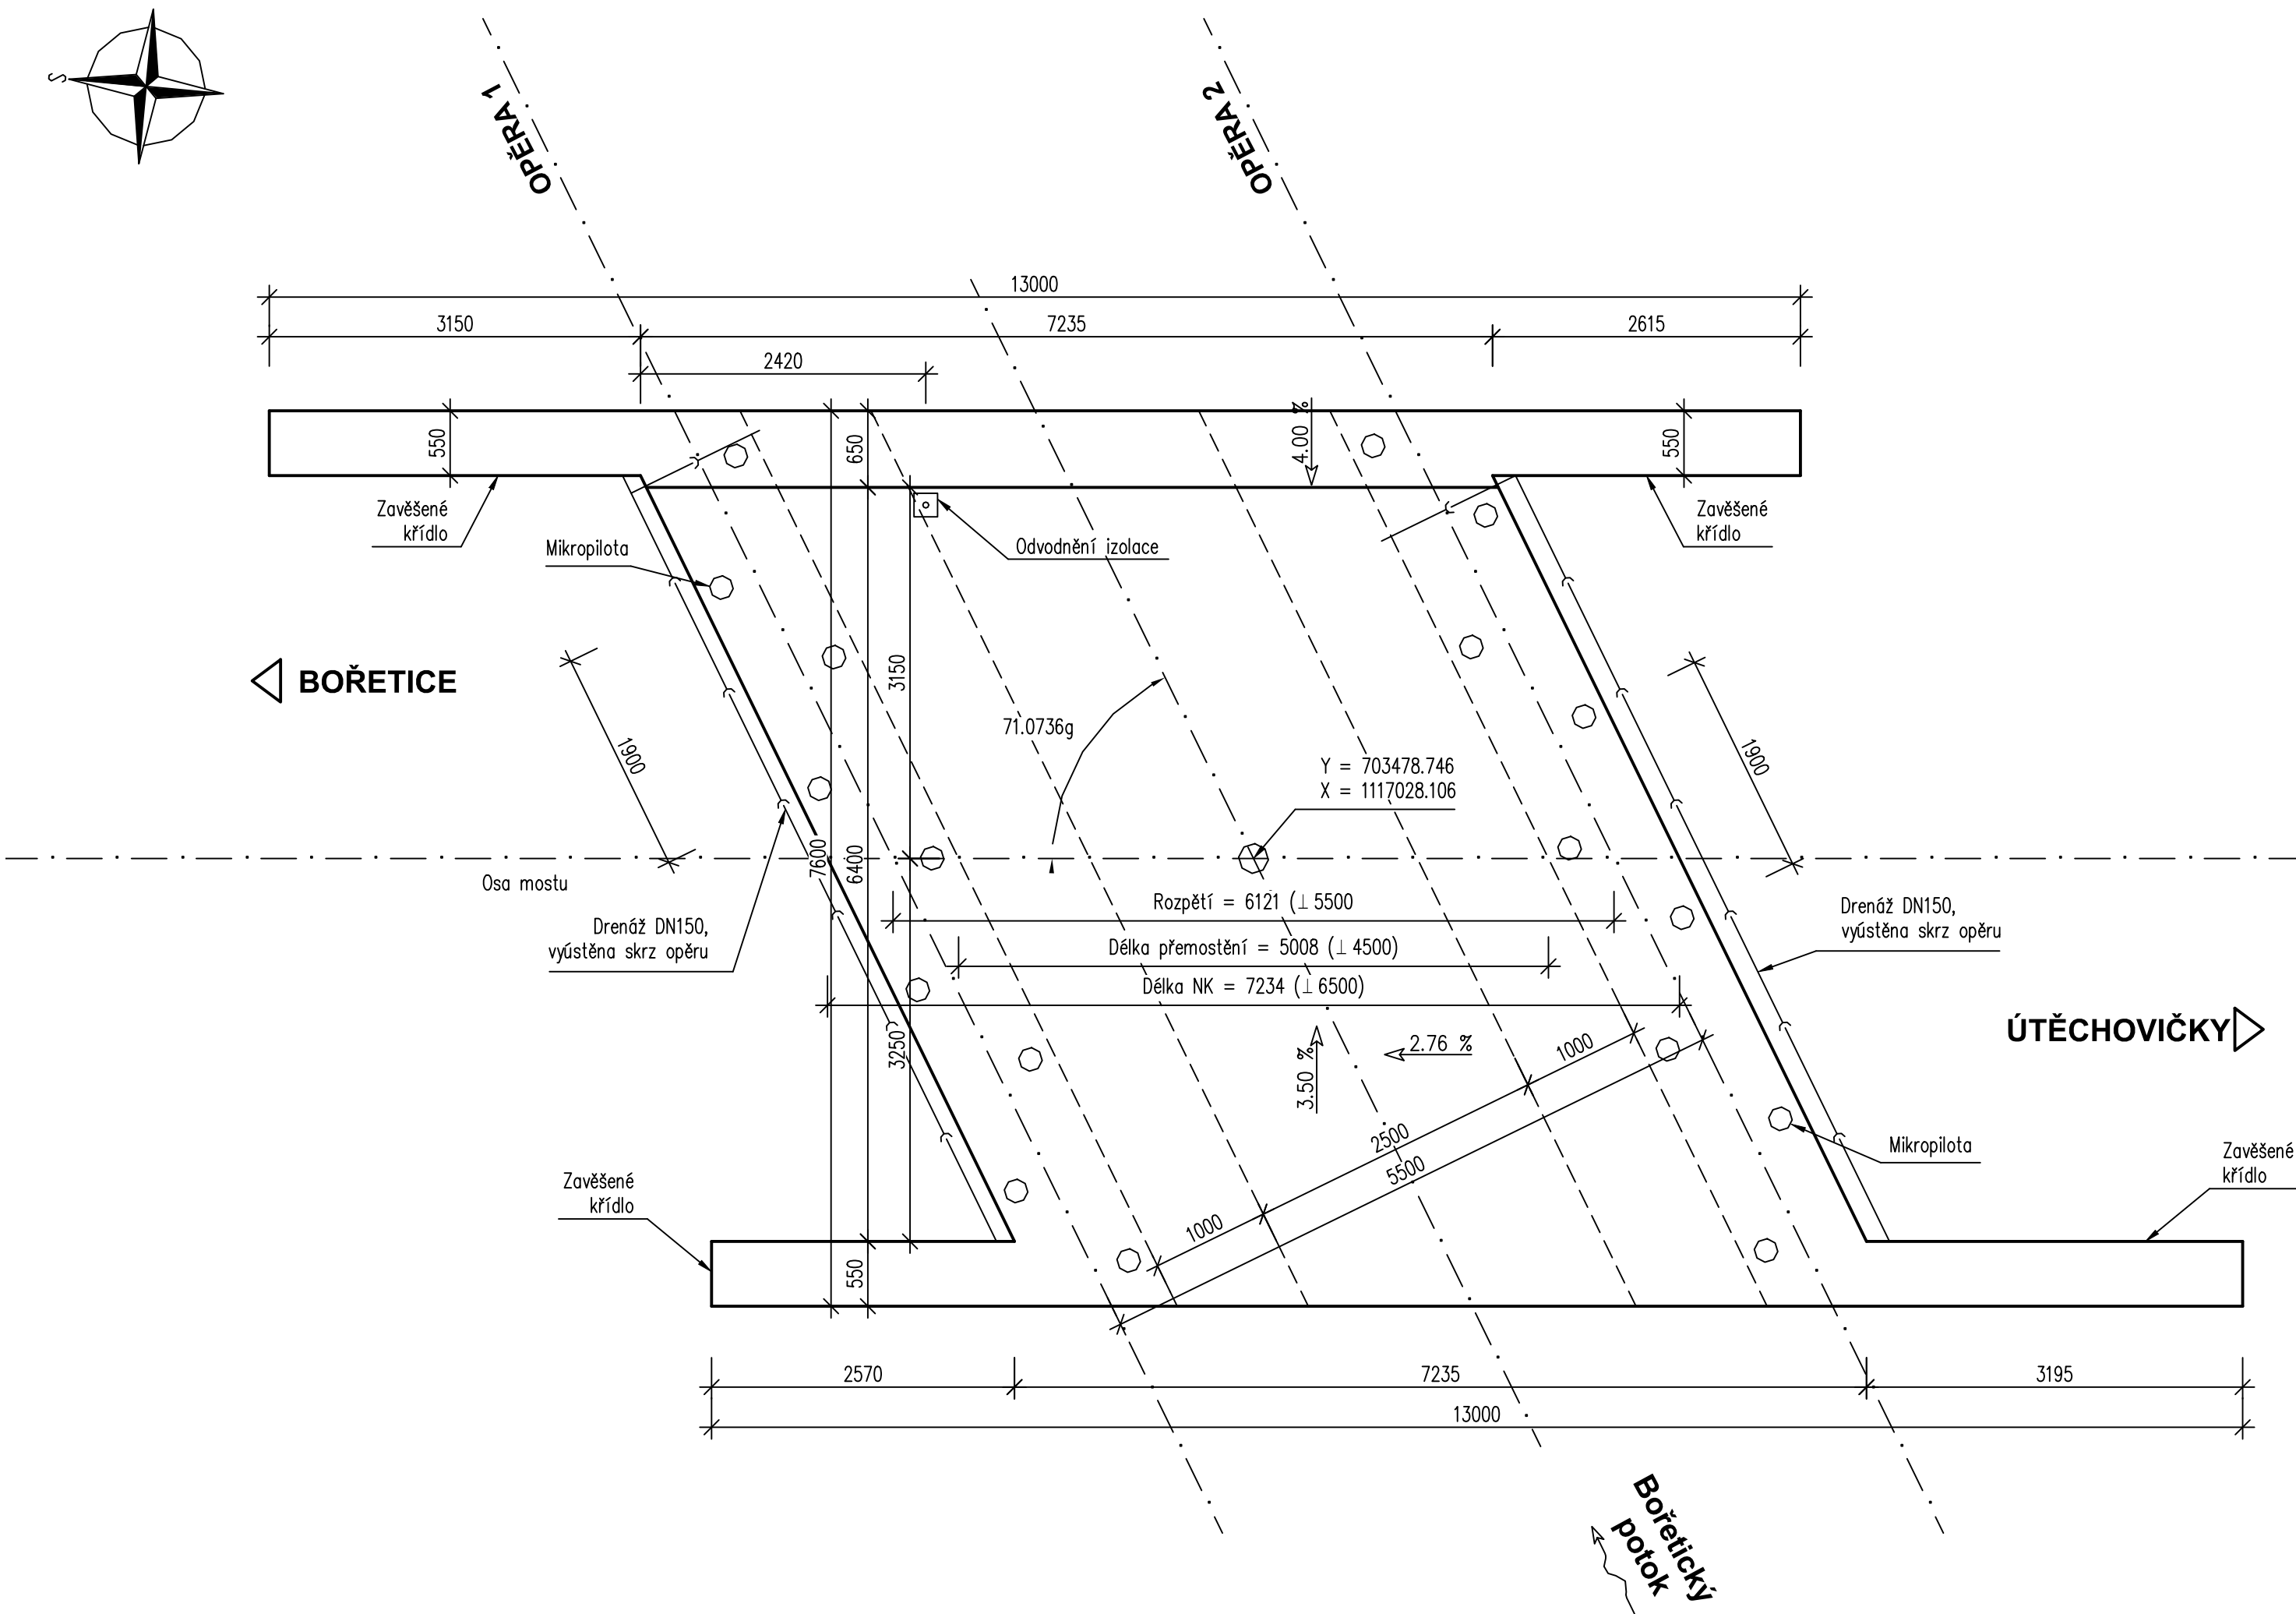 S
OPĚRA 1
OPĚRA 2
13000
3150
7235
2615
2420
550
650
4.00 %
550
Zavěšené
křídlo
Zavěšené
křídlo
Mikropilota
Odvodnění izolace
BOŘETICE
3150
1900
71.0736g
1900
Y = 703478.746
X = 1117028.106
7600
6400
Osa mostu
Rozpětí = 6121 (⊥ 5500
Drenáž DN150,
vyústěna skrz opěru
Drenáž DN150,
vyústěna skrz opěru
Délka přemostění = 5008 (⊥ 4500)
Délka NK = 7234 (⊥ 6500)
ÚTĚCHOVIČKY
3250
3.50 %
2.76 %
1000
2500
5500
1000
Mikropilota
Zavěšené
křídlo
Zavěšené
křídlo
550
2570
7235
3195
13000
Bořetický
potok